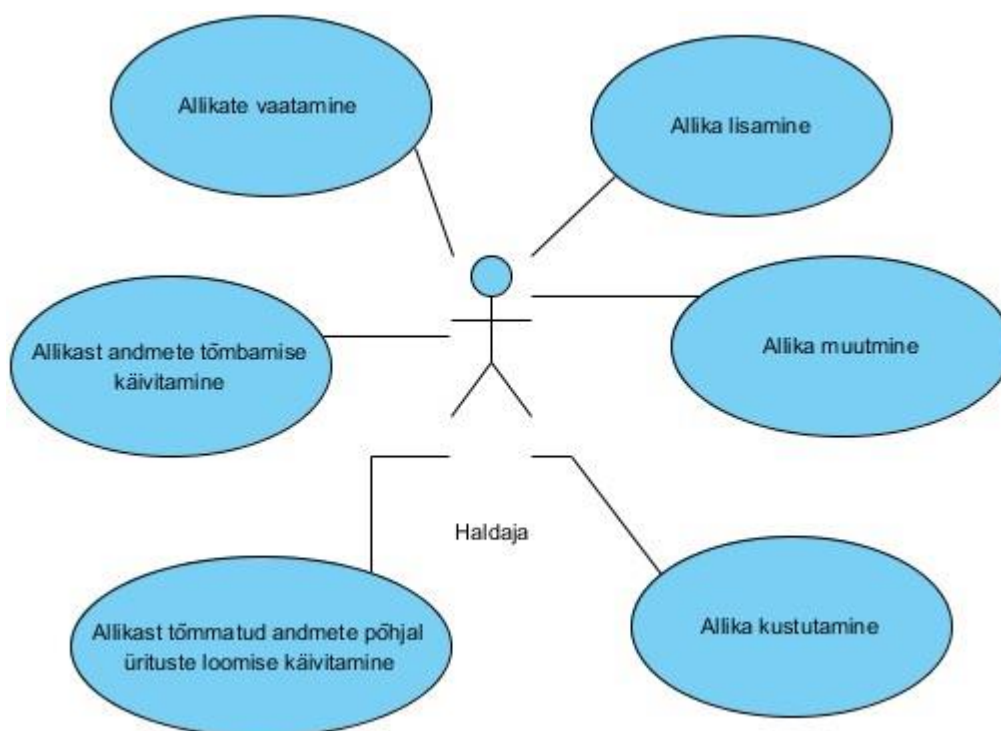 Allikate vaatamine
Allika lisamine
Allikast andmete tõmbamise
käivitamine
Allika muutmine
Haldaja
Allikast tõmmatud andmete põhjal
ürituste loomise käivitamine
Allika kustutamine